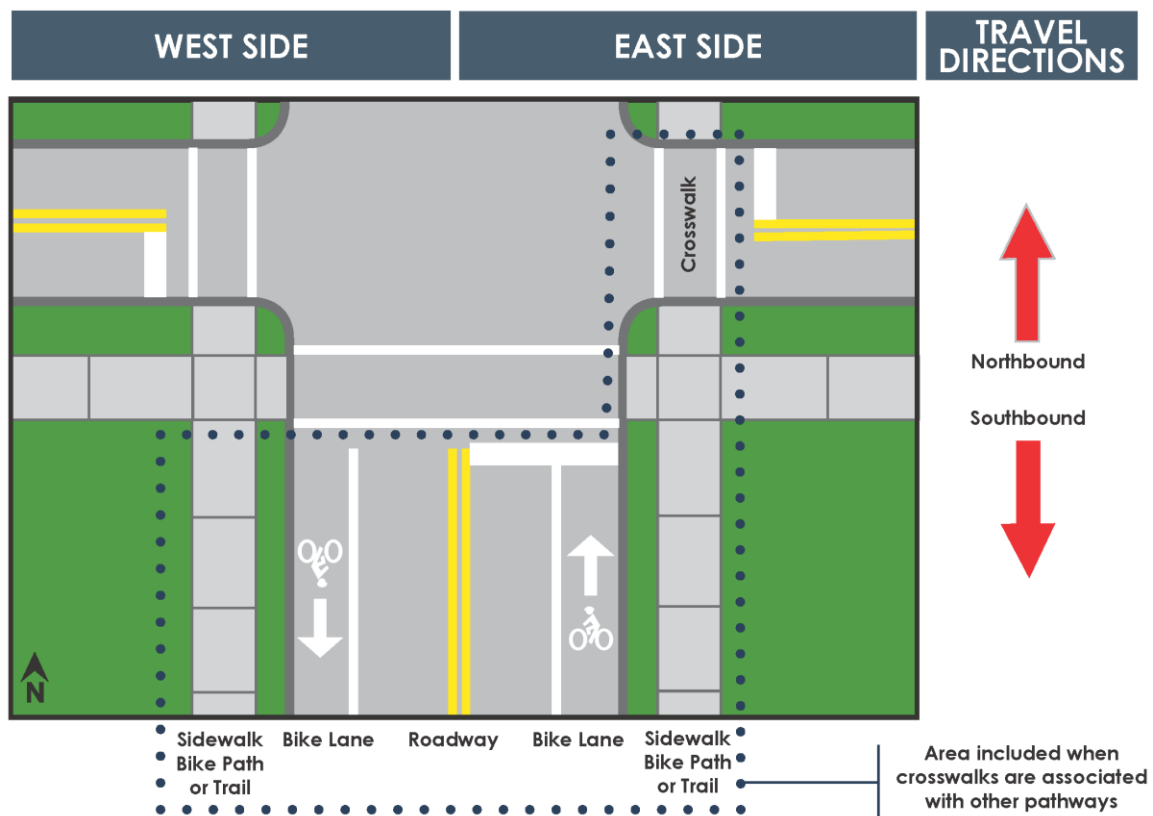 WEST SIDE
EAST SIDE
TRAVEL
DIRECTIONS
Crosswalk
Northbound
Southbound
N
Sidewalk
Bike Path
or Trail
Bike Lane
Roadway
Bike Lane
Sidewalk
Bike Path
or Trail
Area included when
crosswalks are associated
with other pathways